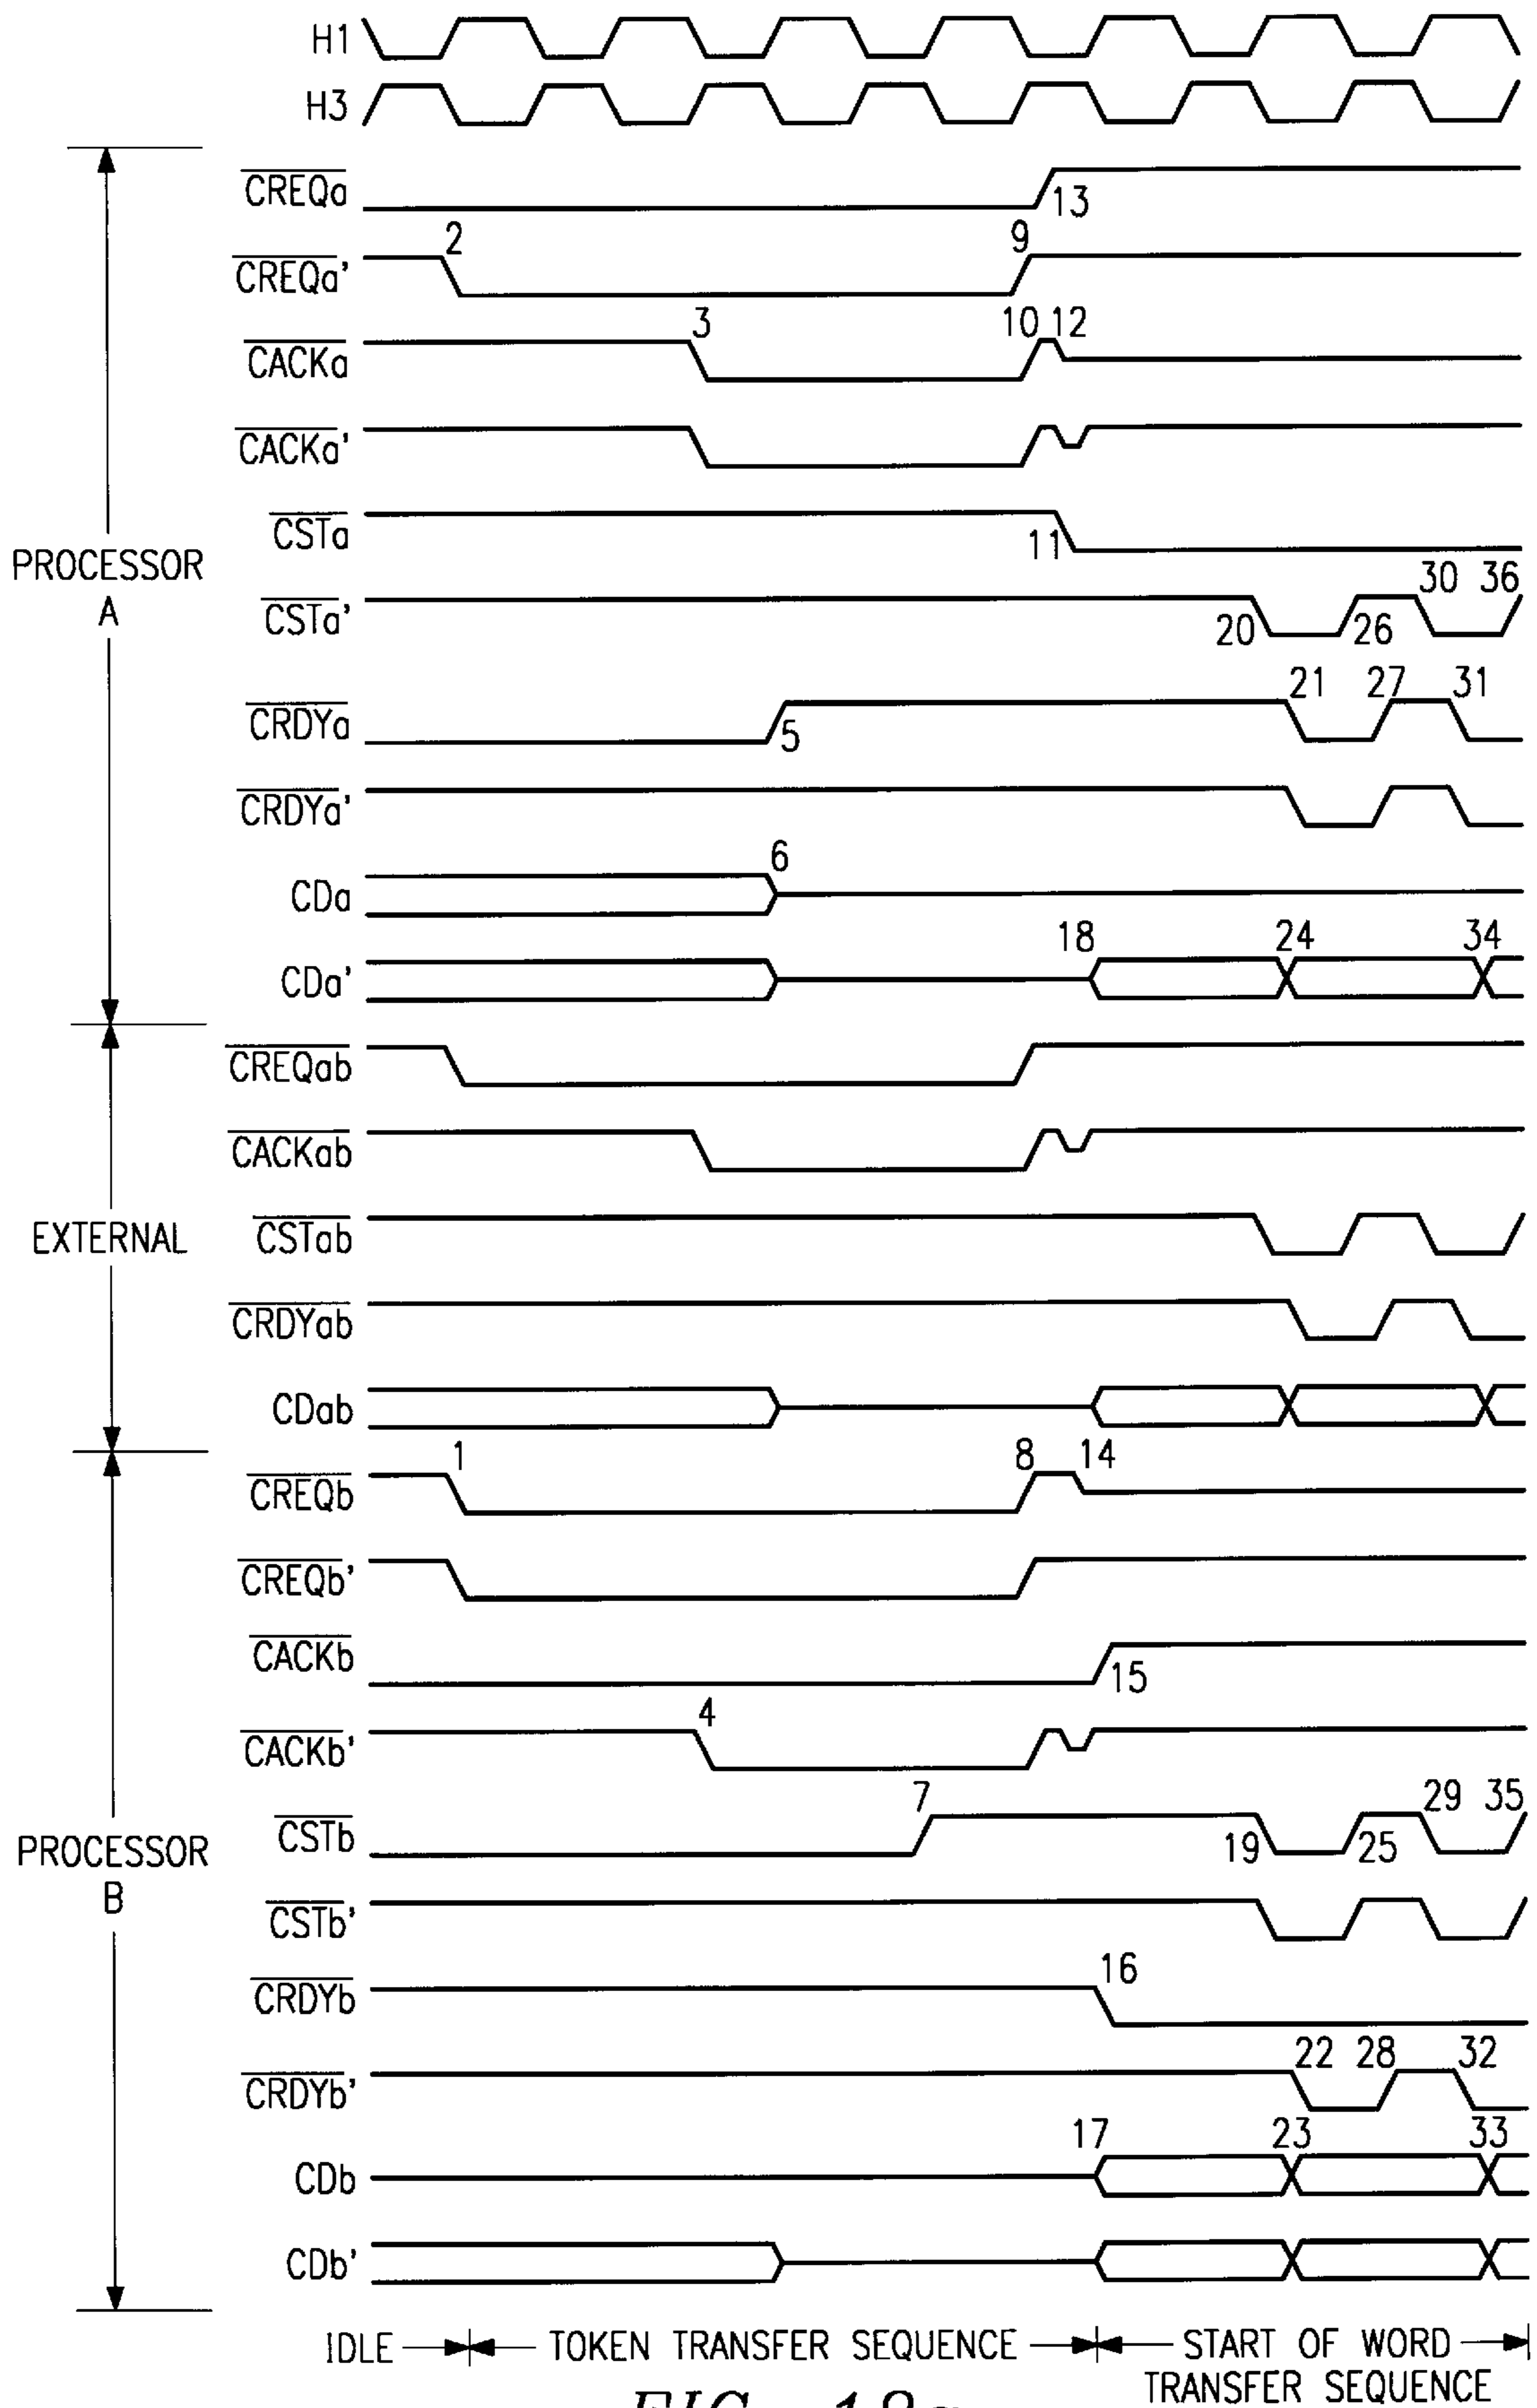 H1
H3
CREQa
13
2
9
CREQa'
3
10 12
CACKa
CACKa'
CSTa
11
PROCESSOR
A
30 36
CSTa'
20
26
21 27 31
CRDYa
5
CRDYa'
6
CDa
18 24 34
CDa'
CREQab
CACKab
EXTERNAL
CSTab
CRDYab
CDab
1
8 14
CREQb
CREQb'
CACKb
15
4
CACKb'
7
29 35
CSTb
19
25
PROCESSOR
B
CSTb'
16
CRDYb
22 28 32
CRDYb'
17 23 33
CDb
CDb'
IDLE
TOKEN TRANSFER SEQUENCE
START OF WORD
TRANSFER SEQUENCE